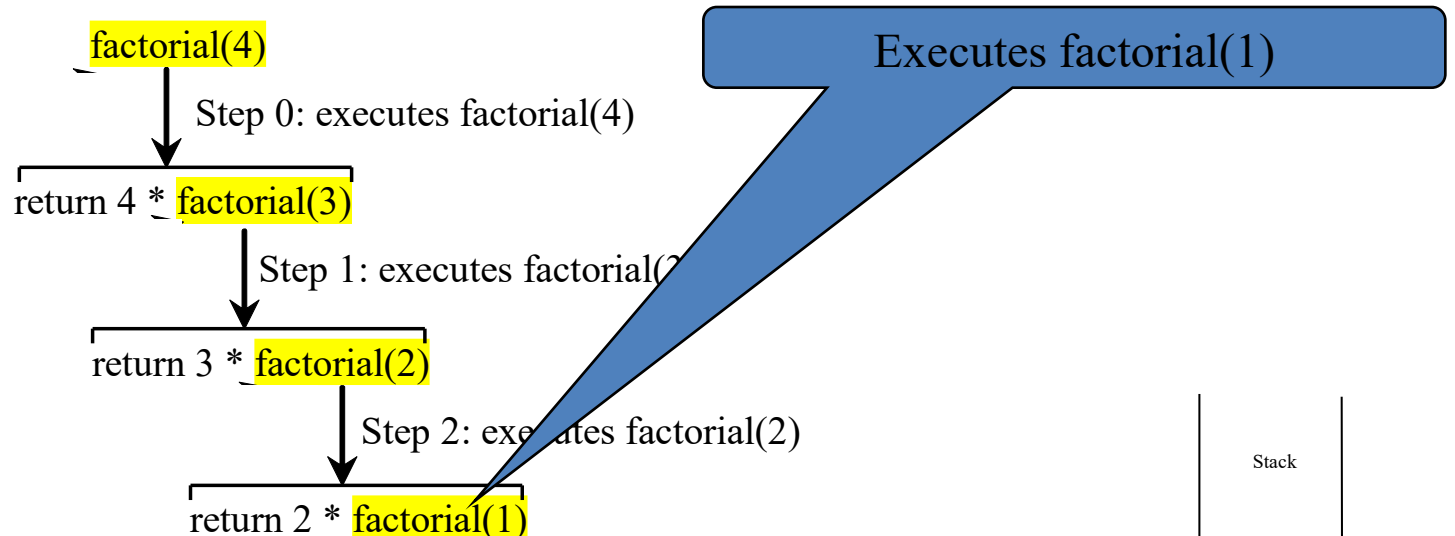 factorial(4)
Executes factorial(1)
Step 0: executes factorial(4)
return 4 * factorial(3)
Step 1: executes
return 3 * factorial(2)
Step 2: executes factorial(2)
Stack
return 2 * factorial(1)